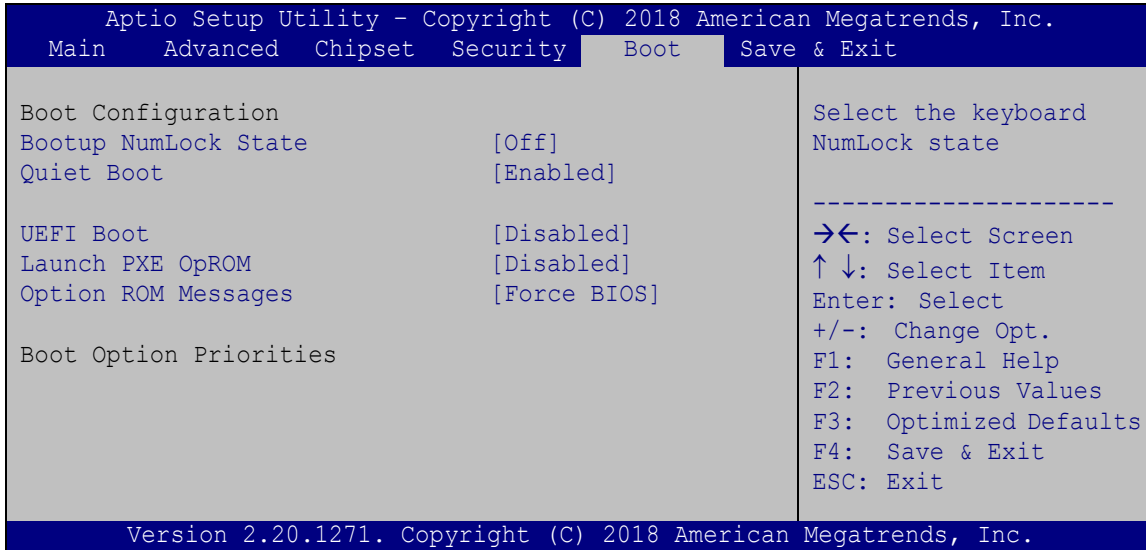 Aptio Setup Utility – Copyright (C) 2018 American Megatrends, Inc.
Main Advanced Chipset Security Boot Save & Exit
Boot Configuration
Bootup NumLock State [Off]
Quiet Boot [Enabled]
UEFI Boot [Disabled]
Launch PXE OpROM [Disabled]
Option ROM Messages [Force BIOS]
Boot Option Priorities
Select the keyboard
NumLock state
---------------------
→←: Select Screen
↑ ↓: Select Item
Enter: Select
+/-: Change Opt.
F1: General Help
F2: Previous Values
F3: Optimized Defaults
F4: Save & Exit
ESC: Exit
Version 2.20.1271. Copyright (C) 2018 American Megatrends, Inc.